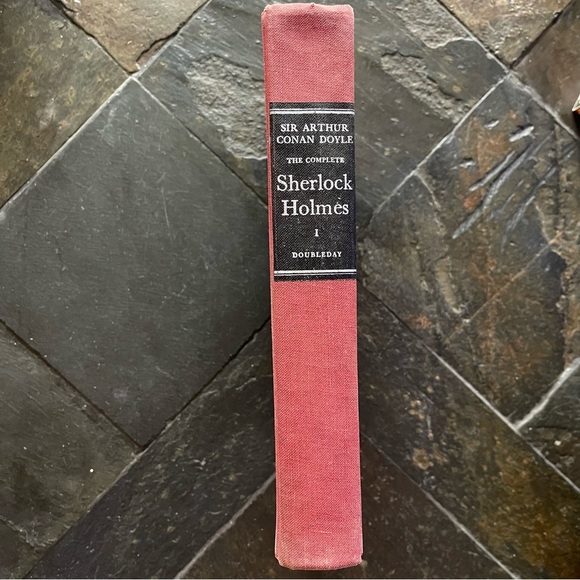 SIR ARTHUR
CONAN DOYLE
THE COMPLETE
Sherlock
Holmes
I
DOUBLEDAY